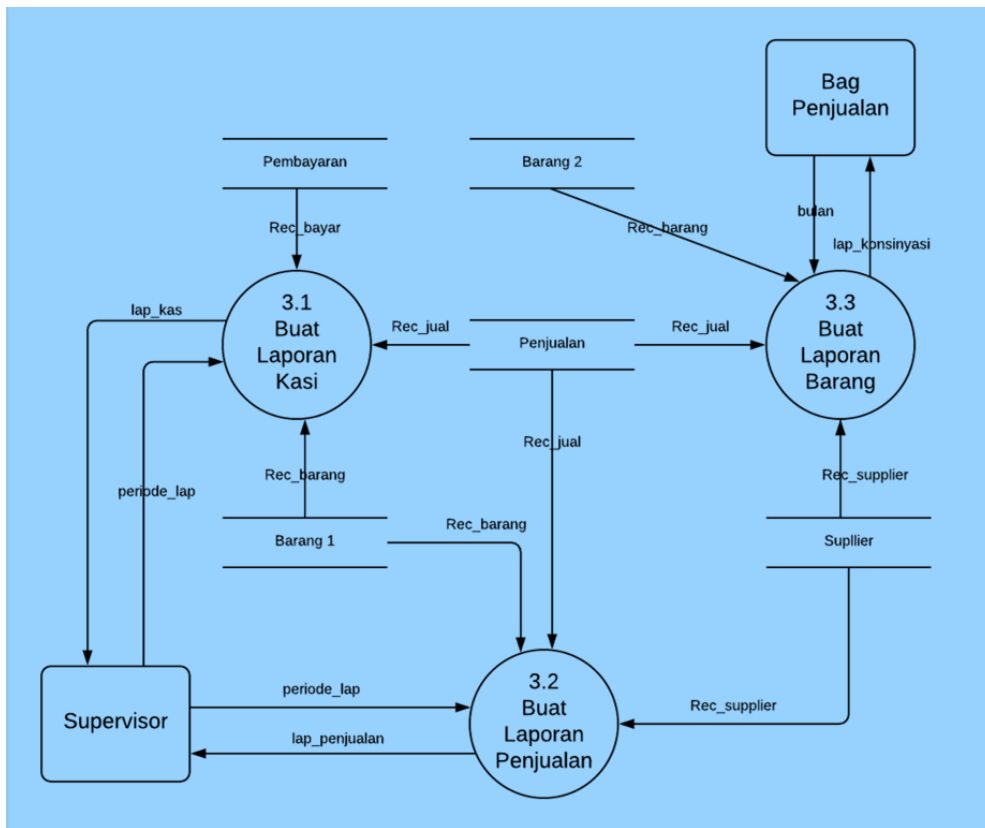 Bag
Penjualan
Pembayaran
Barang 2
bulan
Rec_bayar
Rec_barang
lap_konsinyasi
lap_kas
3.1
Buat
Laporan
Kasi
Rec_jual
Penjualan
Rec_jual
3.3
Buat
Laporan
Barang
Rec_jual
periode_lap
Rec_barang
Rec_supplier
Barang 1
Rec_barang
Supllier
Supervisor
periode_lap
lap_penjualan
3.2
Buat
Laporan
Penjualan
Rec_supplier